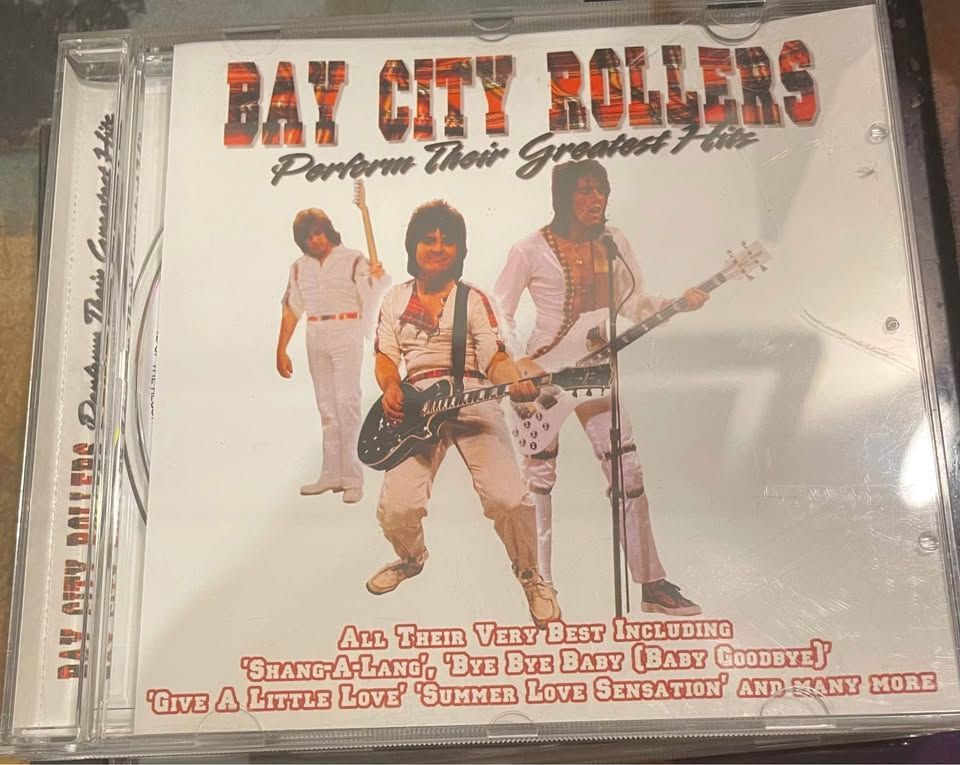 BAY CITY ROLLERS
Perform Their Greatest Hits
ALL THEIR VERY BEST INCLUDING
'SHANG-A-LANG', 'BYE BYE BABY (BABY GOODBYE)'
'GIVE A LITTLE LOVE' 'SUMMER LOVE SENSATION' AND MANY MORE
BAY CITY ROLLERS Perform Their Greatest Hits